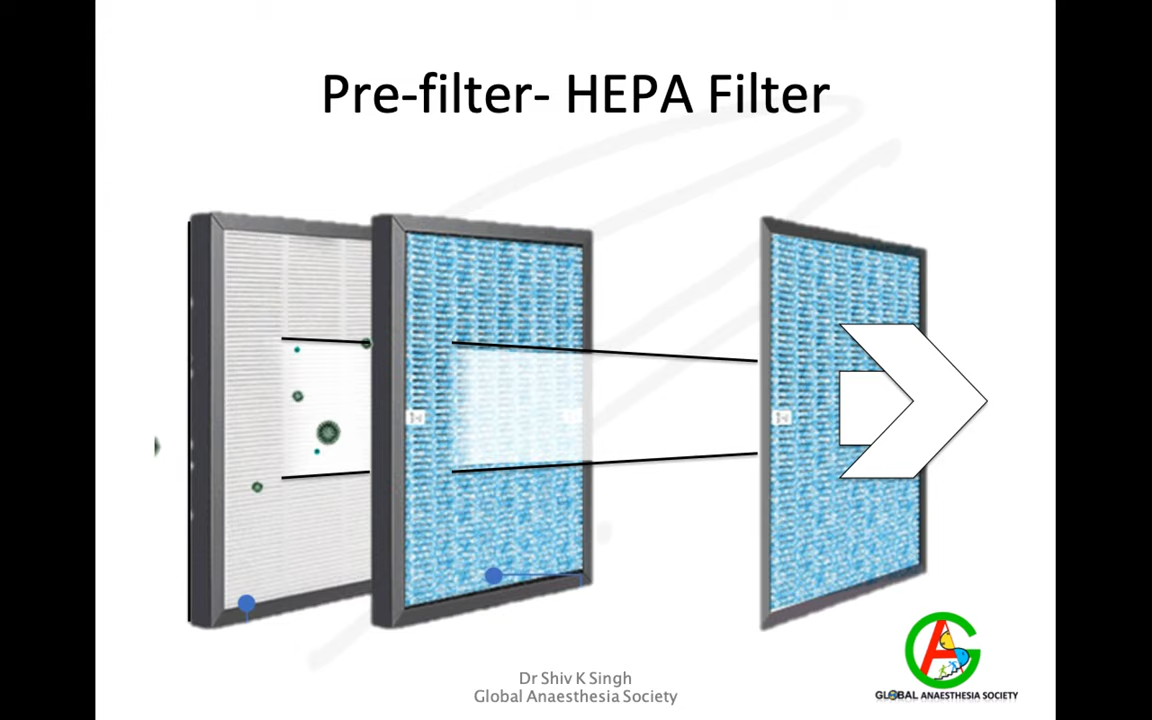 Pre-filter- HEPA Filter
Dr Shiv K Singh
Global Anaesthesia Society
GLOBAL ANAESTHESIA SOCIETY